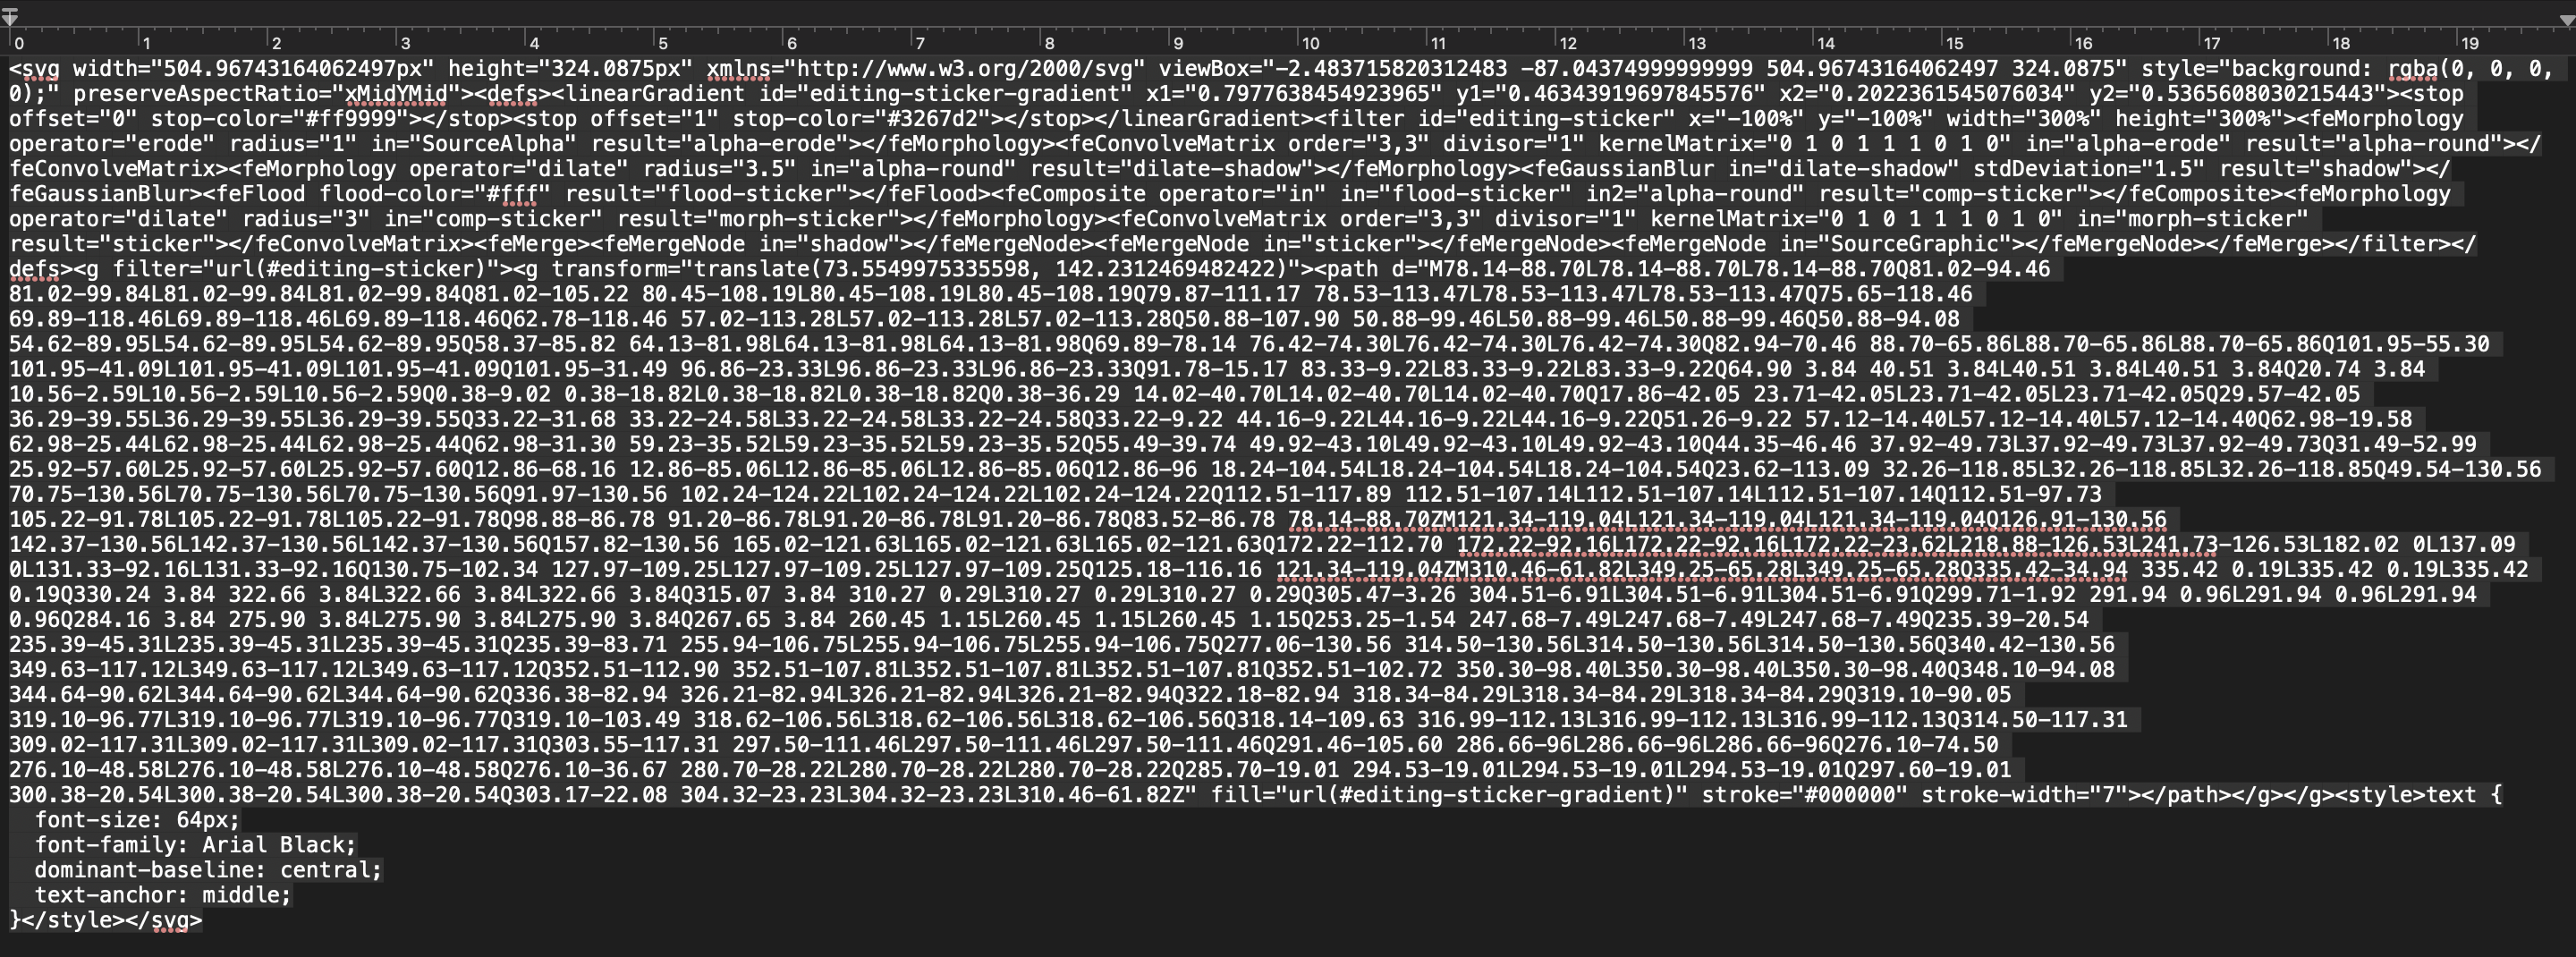 0 1 2 3 4 5 6 7 8 9 10 11 12 13 14 15 16 17 18 19
<svg width="504.96743164062497px" height="324.0875px" xmlns="http://www.w3.org/2000/svg" viewBox="-2.483715820312483 -87.04374999999999 504.96743164062497 324.0875" style="background: rgba(0, 0, 0,
0);" preserveAspectRatio="xMidYMid"><defs><linearGradient id="editing-sticker-gradient" x1="0.7977638454923965" y1="0.46343919697845576" x2="0.2022361545076034" y2="0.5365608030215443"><stop
offset="0" stop-color="#ff9999"></stop><stop offset="1" stop-color="#3267d2"></stop></linearGradient><filter id="editing-sticker" x="-100%" y="-100%" width="300%" height="300%"><feMorphology
operator="erode" radius="1" in="SourceAlpha" result="alpha-erode"></feMorphology><feConvolveMatrix order="3,3" divisor="1" kernelMatrix="0 1 0 1 1 1 0 1 0" in="alpha-erode" result="alpha-round"></
feConvolveMatrix><feMorphology operator="dilate" radius="3.5" in="alpha-round" result="dilate-shadow"></feMorphology><feGaussianBlur in="dilate-shadow" stdDeviation="1.5" result="shadow"></
feGaussianBlur><feFlood flood-color="#fff" result="flood-sticker"></feFlood><feComposite operator="in" in="flood-sticker" in2="alpha-round" result="comp-sticker"></feComposite><feMorphology
operator="dilate" radius="3" in="comp-sticker" result="morph-sticker"></feMorphology><feConvolveMatrix order="3,3" divisor="1" kernelMatrix="0 1 0 1 1 1 0 1 0" in="morph-sticker"
result="sticker"></feConvolveMatrix><feMerge><feMergeNode in="shadow"></feMergeNode><feMergeNode in="sticker"></feMergeNode><feMergeNode in="SourceGraphic"></feMergeNode></feMerge></filter></
defs><g filter="url(#editing-sticker)"><g transform="translate(73.5549975335598, 142.2312469482422)"><path d="M78.14-88.70L78.14-88.70L78.14-88.70Q81.02-94.46
81.02-99.84L81.02-99.84L81.02-99.84Q81.02-105.22 80.45-108.19L80.45-108.19L80.45-108.19Q79.87-111.17 78.53-113.47L78.53-113.47L78.53-113.47Q75.65-118.46
69.89-118.46L69.89-118.46L69.89-118.46Q62.78-118.46 57.02-113.28L57.02-113.28L57.02-113.28Q50.88-107.90 50.88-99.46L50.88-99.46L50.88-99.46Q50.88-94.08
54.62-89.95L54.62-89.95L54.62-89.95Q58.37-85.82 64.13-81.98L64.13-81.98L64.13-81.98Q69.89-78.14 76.42-74.30L76.42-74.30L76.42-74.30Q82.94-70.46 88.70-65.86L88.70-65.86L88.70-65.86Q101.95-55.30
101.95-41.09L101.95-41.09L101.95-41.09Q101.95-31.49 96.86-23.33L96.86-23.33L96.86-23.33Q91.78-15.17 83.33-9.22L83.33-9.22L83.33-9.22Q64.90 3.84 40.51 3.84L40.51 3.84L40.51 3.84Q20.74 3.84
10.56-2.59L10.56-2.59L10.56-2.59Q0.38-9.02 0.38-18.82L0.38-18.82L0.38-18.82Q0.38-36.29 14.02-40.70L14.02-40.70L14.02-40.70Q17.86-42.05 23.71-42.05L23.71-42.05L23.71-42.05Q29.57-42.05
36.29-39.55L36.29-39.55L36.29-39.55Q33.22-31.68 33.22-24.58L33.22-24.58L33.22-24.58Q33.22-9.22 44.16-9.22L44.16-9.22L44.16-9.22Q51.26-9.22 57.12-14.40L57.12-14.40L57.12-14.40Q62.98-19.58
62.98-25.44L62.98-25.44L62.98-25.44Q62.98-31.30 59.23-35.52L59.23-35.52L59.23-35.52Q55.49-39.74 49.92-43.10L49.92-43.10L49.92-43.10Q44.35-46.46 37.92-49.73L37.92-49.73L37.92-49.73Q31.49-52.99
25.92-57.60L25.92-57.60L25.92-57.60Q12.86-68.16 12.86-85.06L12.86-85.06L12.86-85.06Q12.86-96 18.24-104.54L18.24-104.54L18.24-104.54Q23.62-113.09 32.26-118.85L32.26-118.85L32.26-118.85Q49.54-130.56
70.75-130.56L70.75-130.56L70.75-130.56Q91.97-130.56 102.24-124.22L102.24-124.22L102.24-124.22Q112.51-117.89 112.51-107.14L112.51-107.14L112.51-107.14Q112.51-97.73
105.22-91.78L105.22-91.78L105.22-91.78Q98.88-86.78 91.20-86.78L91.20-86.78L91.20-86.78Q83.52-86.78 78.14-88.70ZM121.34-119.04L121.34-119.04L121.34-119.04Q126.91-130.56
142.37-130.56L142.37-130.56L142.37-130.56Q157.82-130.56 165.02-121.63L165.02-121.63L165.02-121.63Q172.22-112.70 172.22-92.16L172.22-92.16L172.22-23.62L218.88-126.53L241.73-126.53L182.02 0L137.09
0L131.33-92.16L131.33-92.16Q130.75-102.34 127.97-109.25L127.97-109.25L127.97-109.25Q125.18-116.16 121.34-119.04ZM310.46-61.82L349.25-65.28L349.25-65.28Q335.42-34.94 335.42 0.19L335.42 0.19L335.42
0.19Q330.24 3.84 322.66 3.84L322.66 3.84L322.66 3.84Q315.07 3.84 310.27 0.29L310.27 0.29L310.27 0.29Q305.47-3.26 304.51-6.91L304.51-6.91L304.51-6.91Q299.71-1.92 291.94 0.96L291.94 0.96L291.94
0.96Q284.16 3.84 275.90 3.84L275.90 3.84L275.90 3.84Q267.65 3.84 260.45 1.15L260.45 1.15L260.45 1.15Q253.25-1.54 247.68-7.49L247.68-7.49L247.68-7.49Q235.39-20.54
235.39-45.31L235.39-45.31L235.39-45.31Q235.39-83.71 255.94-106.75L255.94-106.75L255.94-106.75Q277.06-130.56 314.50-130.56L314.50-130.56L314.50-130.56Q340.42-130.56
349.63-117.12L349.63-117.12L349.63-117.12Q352.51-112.90 352.51-107.81L352.51-107.81L352.51-107.81Q352.51-102.72 350.30-98.40L350.30-98.40L350.30-98.40Q348.10-94.08
344.64-90.62L344.64-90.62L344.64-90.62Q336.38-82.94 326.21-82.94L326.21-82.94L326.21-82.94Q322.18-82.94 318.34-84.29L318.34-84.29L318.34-84.29Q319.10-90.05
319.10-96.77L319.10-96.77L319.10-96.77Q319.10-103.49 318.62-106.56L318.62-106.56L318.62-106.56Q318.14-109.63 316.99-112.13L316.99-112.13L316.99-112.13Q314.50-117.31
309.02-117.31L309.02-117.31L309.02-117.31Q303.55-117.31 297.50-111.46L297.50-111.46L297.50-111.46Q291.46-105.60 286.66-96L286.66-96L286.66-96Q276.10-74.50
276.10-48.58L276.10-48.58L276.10-48.58Q276.10-36.67 280.70-28.22L280.70-28.22L280.70-28.22Q285.70-19.01 294.53-19.01L294.53-19.01L294.53-19.01Q297.60-19.01
300.38-20.54L300.38-20.54L300.38-20.54Q303.17-22.08 304.32-23.23L304.32-23.23L310.46-61.82Z" fill="url(#editing-sticker-gradient)" stroke="#000000" stroke-width="7"></path></g></g><style>text {
font-size: 64px;
font-family: Arial Black;
dominant-baseline: central;
text-anchor: middle;
}</style></svg>